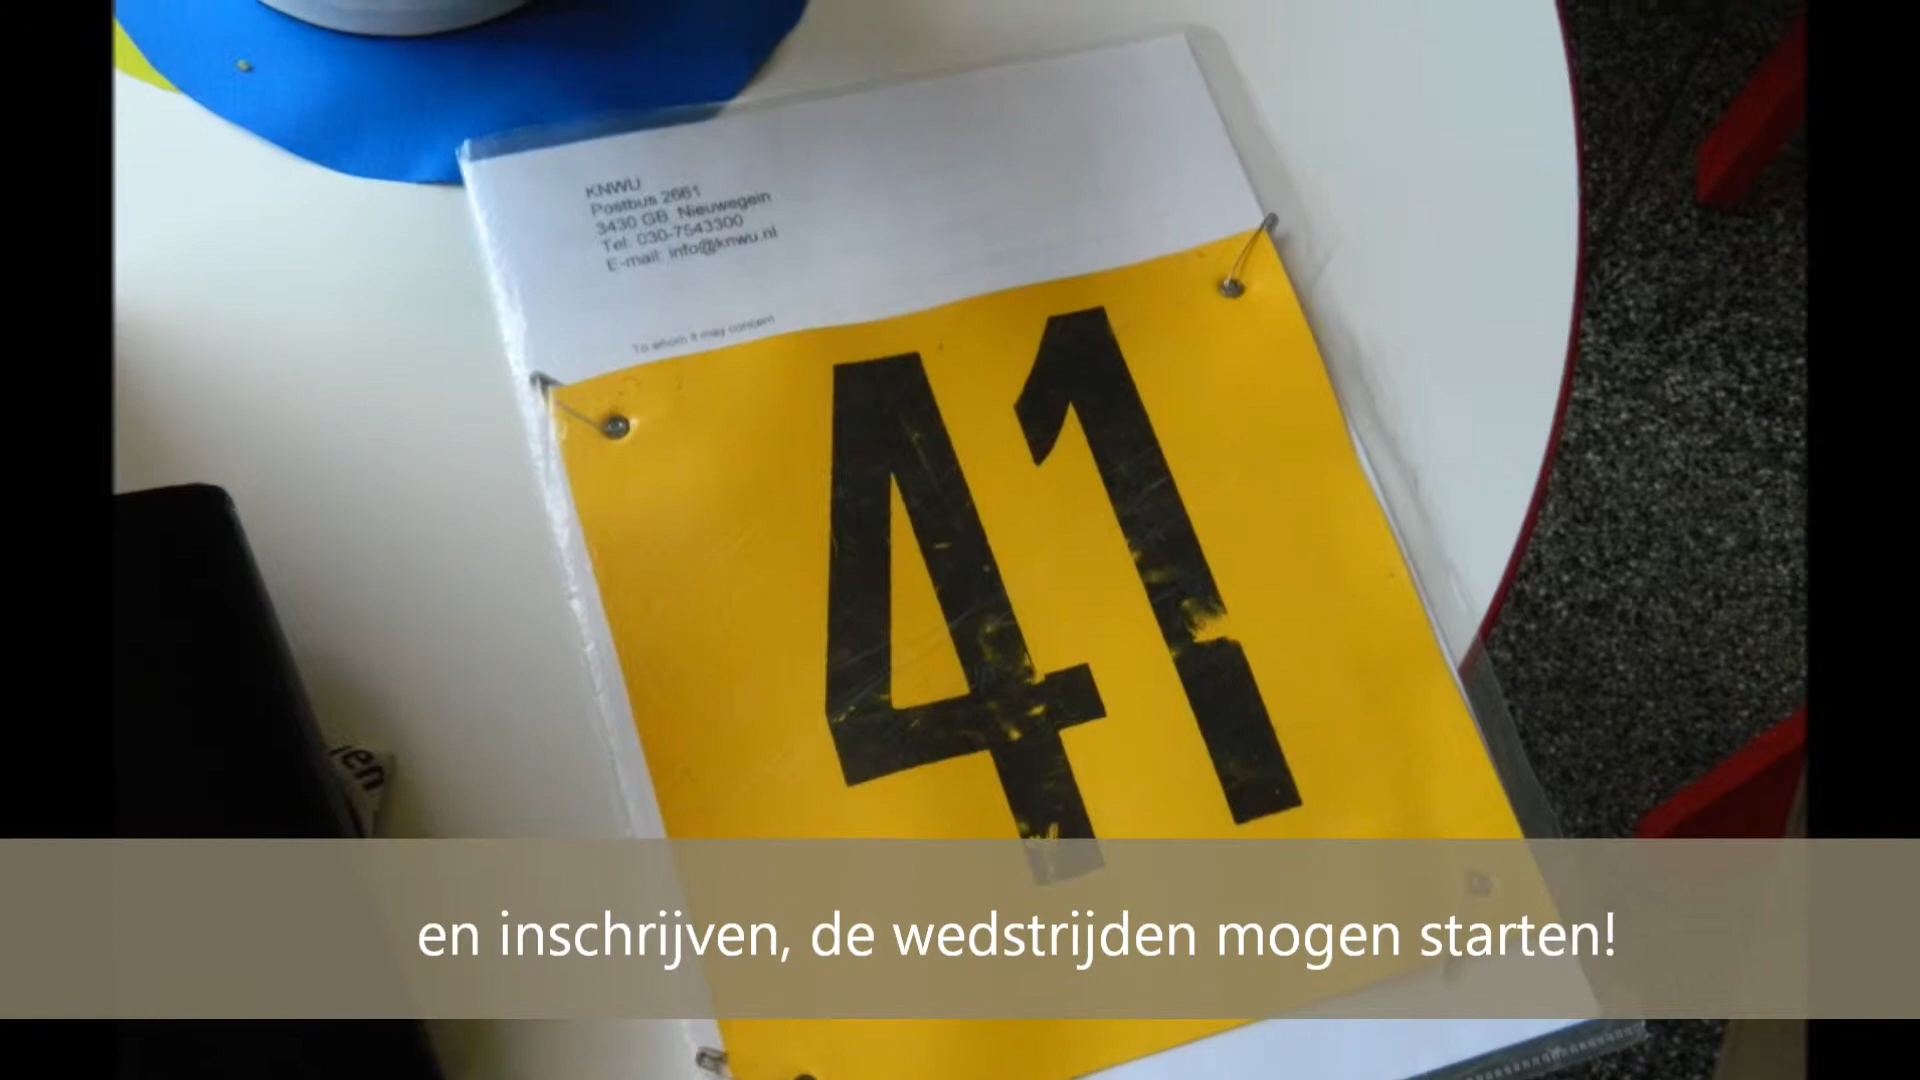 KNWU
Postbus 2661
3430 GB Nieuwegein
Tel: 030-7543300
E-mail: info@knwu.nl
To whom it may concern
41
en inschrijven, de wedstrijden mogen starten!